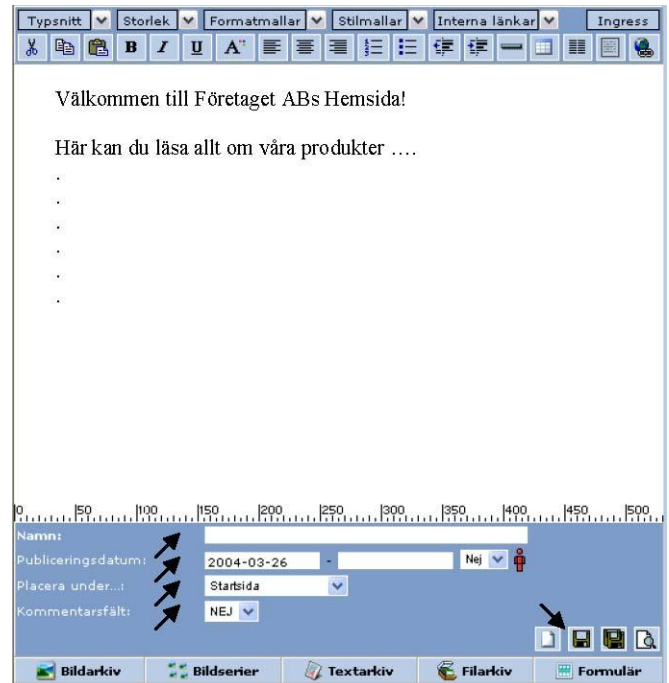 Typsnitt Storlek Formatmallar Stilmallar Interna länkar Ingress
B I U A
Välkommen till Företaget ABs Hemsida!
Här kan du läsa allt om våra produkter ….
.
.
.
.
.
.
0 50 100 150 200 250 300 350 400 450 500
Namn:
Publiceringsdatum: 2004-03-26 - Nej
Placera under...: Startsida
Kommentarsfält: NEJ
Bildarkiv Bildserier Textarkiv Filarkiv Formulär